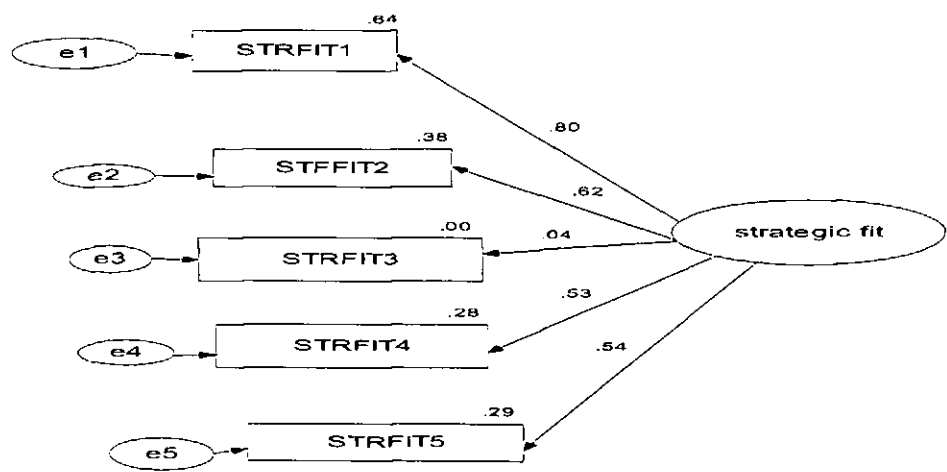 .64
e1
STRFIT1
.80
.38
e2
STFFIT2
.62
.00
.04
strategic fit
e3
STRFIT3
.53
.28
e4
STRFIT4
.54
.29
e5
STRFIT5